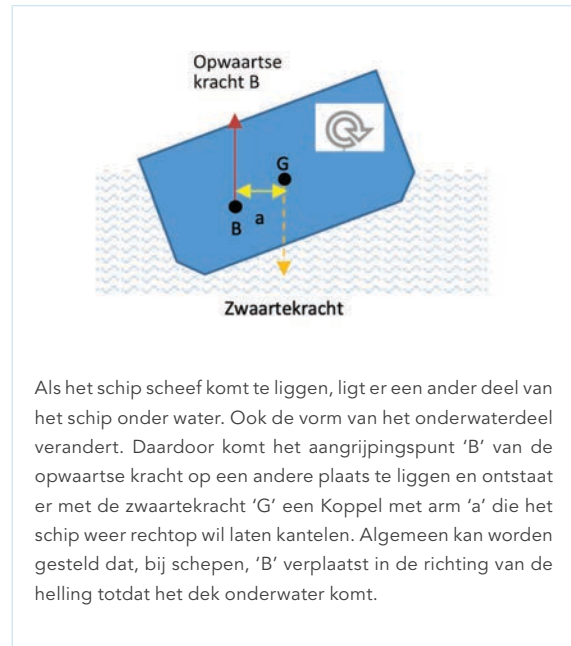 Opwaartse
kracht B
G
B
a
Zwaartekracht
Als het schip scheef komt te liggen, ligt er een ander deel van
het schip onder water. Ook de vorm van het onderwaterdeel
verandert. Daardoor komt het aangrijpingspunt ‘B’ van de
opwaartse kracht op een andere plaats te liggen en ontstaat
er met de zwaartekracht ‘G’ een Koppel met arm ‘a’ die het
schip weer rechtop wil laten kantelen. Algemeen kan worden
gesteld dat, bij schepen, ‘B’ verplaatst in de richting van de
helling totdat het dek onderwater komt.